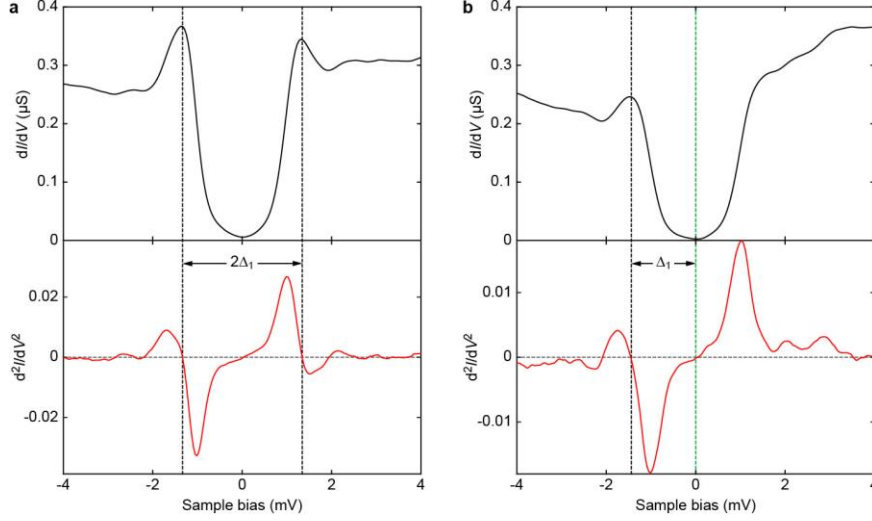 a
0.4
0.3
0.2
0.1
0
dI/dV (μS)
2Δ₁
0.02
0
-0.02
d²I/dV²
-4 -2 0 2 4
Sample bias (mV)
b
0.4
0.3
0.2
0.1
0
dI/dV (μS)
Δ₁
0.01
0
-0.01
d²I/dV²
-4 -2 0 2 4
Sample bias (mV)